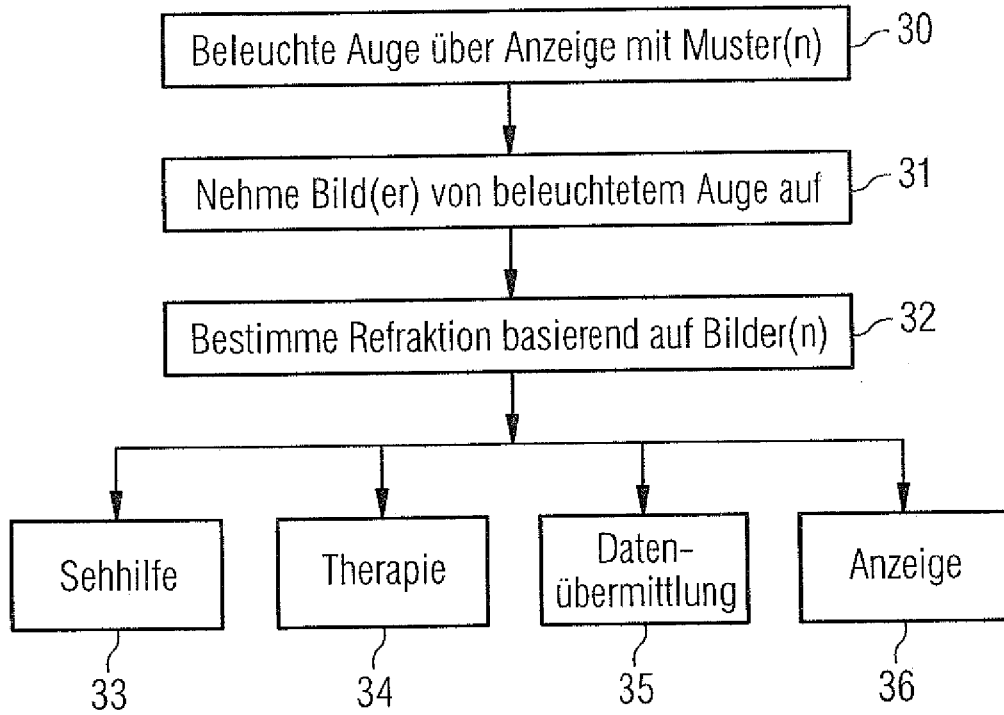 Beleuchte Auge über Anzeige mit Muster(n)
30
Nehme Bild(er) von beleuchtetem Auge auf
31
Bestimme Refraktion basierend auf Bilder(n)
32
Sehhilfe
Therapie
Daten-
übermittlung
Anzeige
33
34
35
36